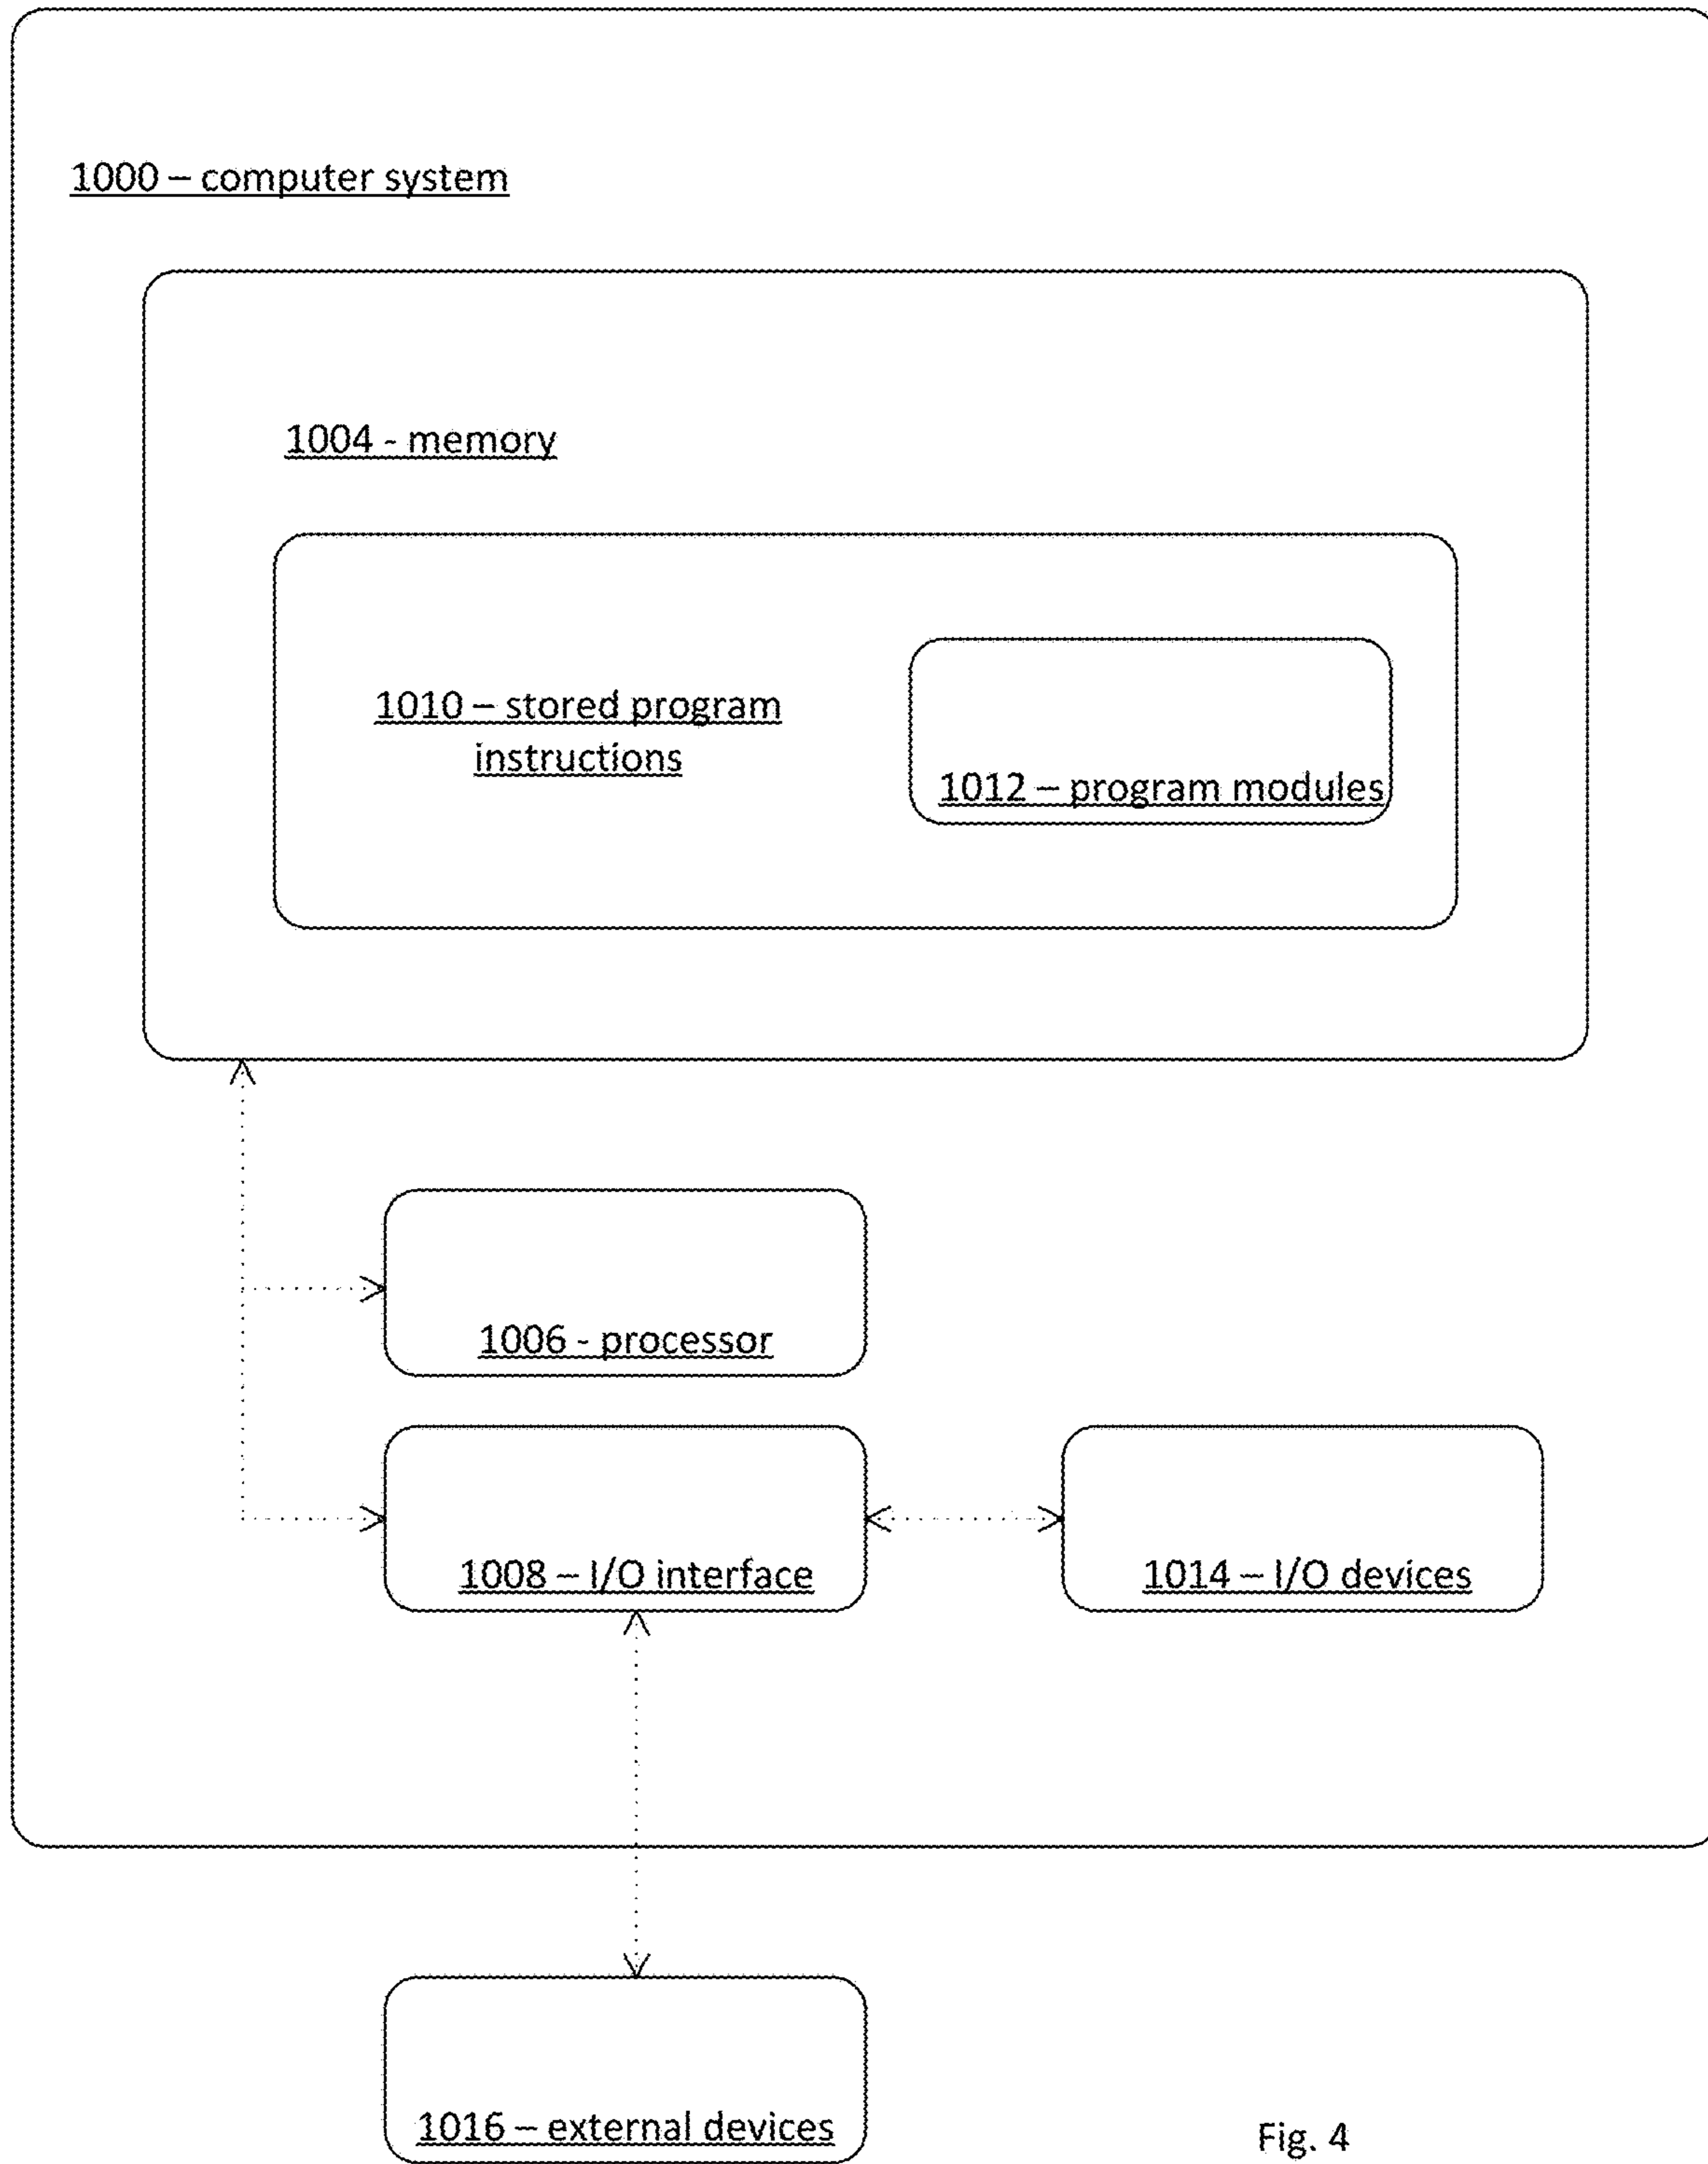 1000 – computer system
1004 - memory
1010 – stored program
instructions
1012 – program modules
1006 - processor
1008 – I/O interface
1014 – I/O devices
1016 – external devices
Fig. 4